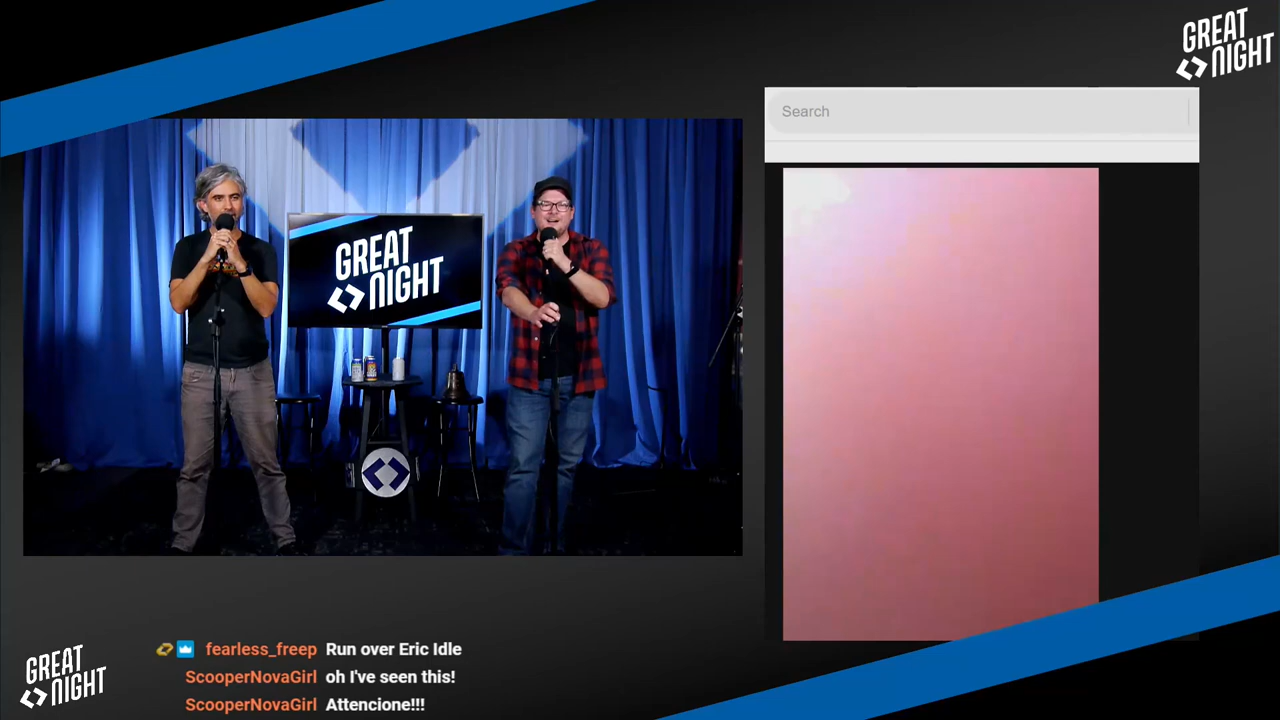 GREAT
NIGHT
Search
GREAT
NIGHT
GREAT
NIGHT
fearless_freep Run over Eric Idle
ScooperNovaGirl oh I've seen this!
ScooperNovaGirl Attencione!!!